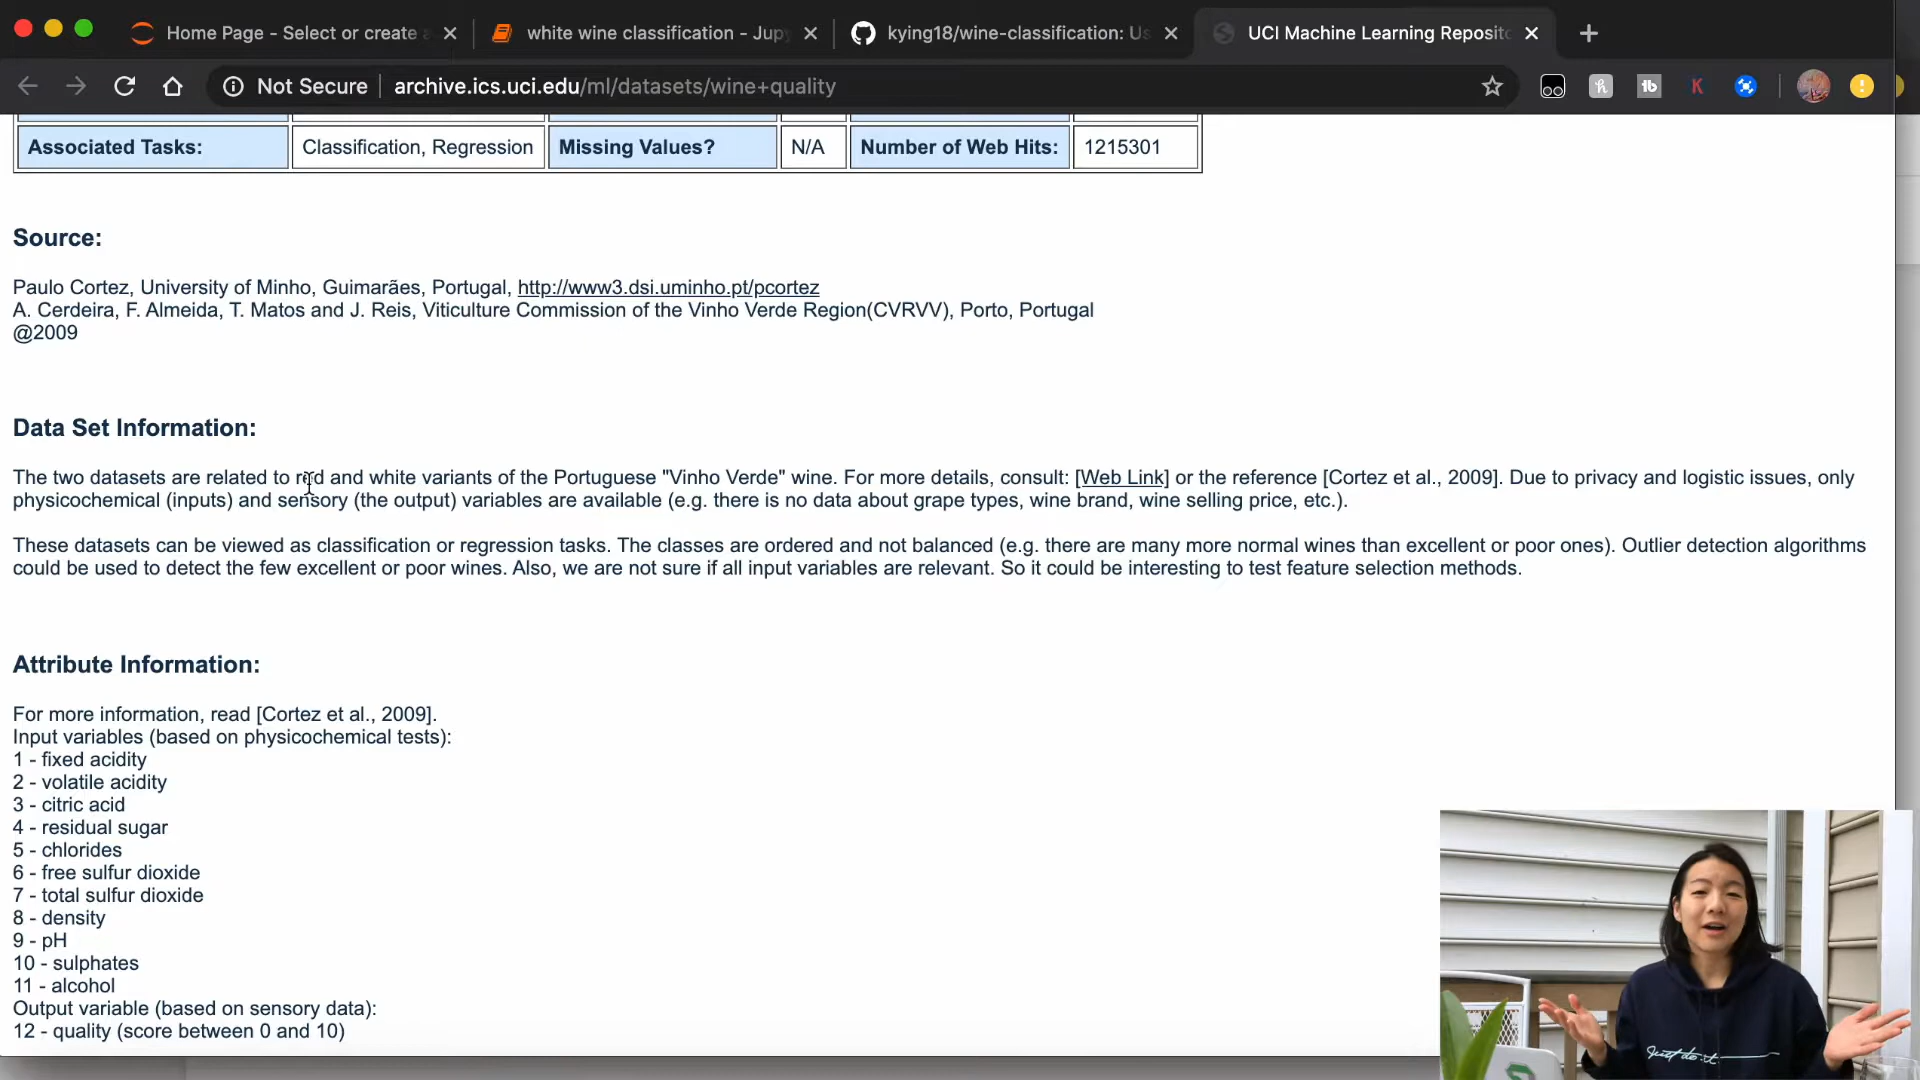 Home Page - Select or create a
white wine classification - Jupy
kying18/wine-classification: Us
UCI Machine Learning Reposito
Not Secure
archive.ics.uci.edu/ml/datasets/wine+quality
Associated Tasks: Classification, Regression Missing Values? N/A Number of Web Hits: 1215301
Source:
Paulo Cortez, University of Minho, Guimarães, Portugal, http://www3.dsi.uminho.pt/pcortez
A. Cerdeira, F. Almeida, T. Matos and J. Reis, Viticulture Commission of the Vinho Verde Region(CVRVV), Porto, Portugal
@2009
Data Set Information:
The two datasets are related to red and white variants of the Portuguese "Vinho Verde" wine. For more details, consult: [Web Link] or the reference [Cortez et al., 2009]. Due to privacy and logistic issues, only
physicochemical (inputs) and sensory (the output) variables are available (e.g. there is no data about grape types, wine brand, wine selling price, etc.).
These datasets can be viewed as classification or regression tasks. The classes are ordered and not balanced (e.g. there are many more normal wines than excellent or poor ones). Outlier detection algorithms
could be used to detect the few excellent or poor wines. Also, we are not sure if all input variables are relevant. So it could be interesting to test feature selection methods.
Attribute Information:
For more information, read [Cortez et al., 2009].
Input variables (based on physicochemical tests):
1 - fixed acidity
2 - volatile acidity
3 - citric acid
4 - residual sugar
5 - chlorides
6 - free sulfur dioxide
7 - total sulfur dioxide
8 - density
9 - pH
10 - sulphates
11 - alcohol
Output variable (based on sensory data):
12 - quality (score between 0 and 10)
Just do it.